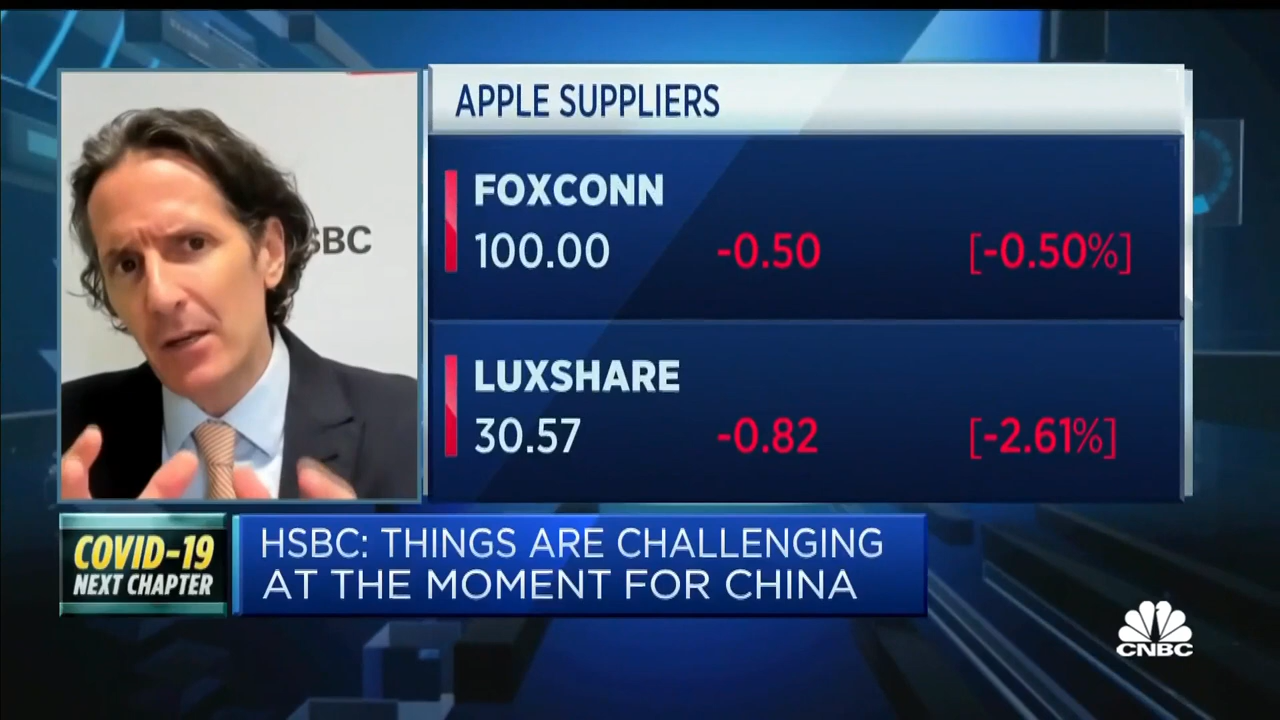 APPLE SUPPLIERS
FOXCONN
100.00 -0.50 [-0.50%]
LUXSHARE
30.57 -0.82 [-2.61%]
SBC
COVID-19
NEXT CHAPTER
HSBC: THINGS ARE CHALLENGING
AT THE MOMENT FOR CHINA
CNBC